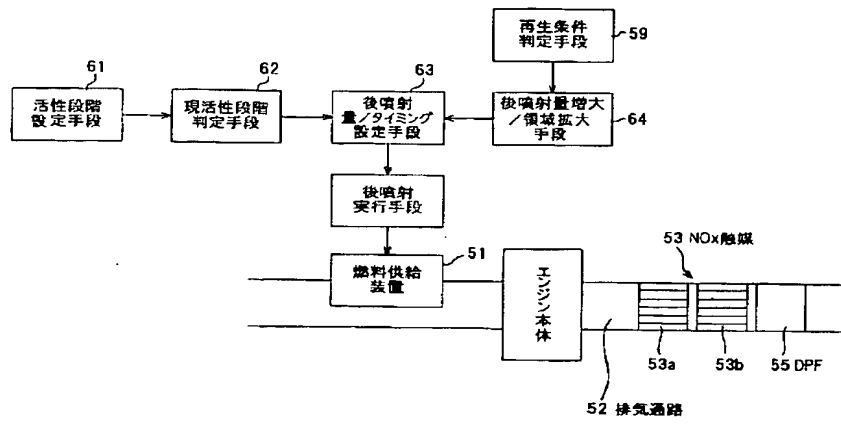 59
再生条件
判定手段
61
62
63
活性段階
設定手段
現活性段階
判定手段
後噴射
量/タイミング
設定手段
後噴射量増大
/領域拡大
手段
64
後噴射
実行手段
51
燃料供給
装置
エンジン本体
53 NOx触媒
53a
53b
55 DPF
52 排気通路